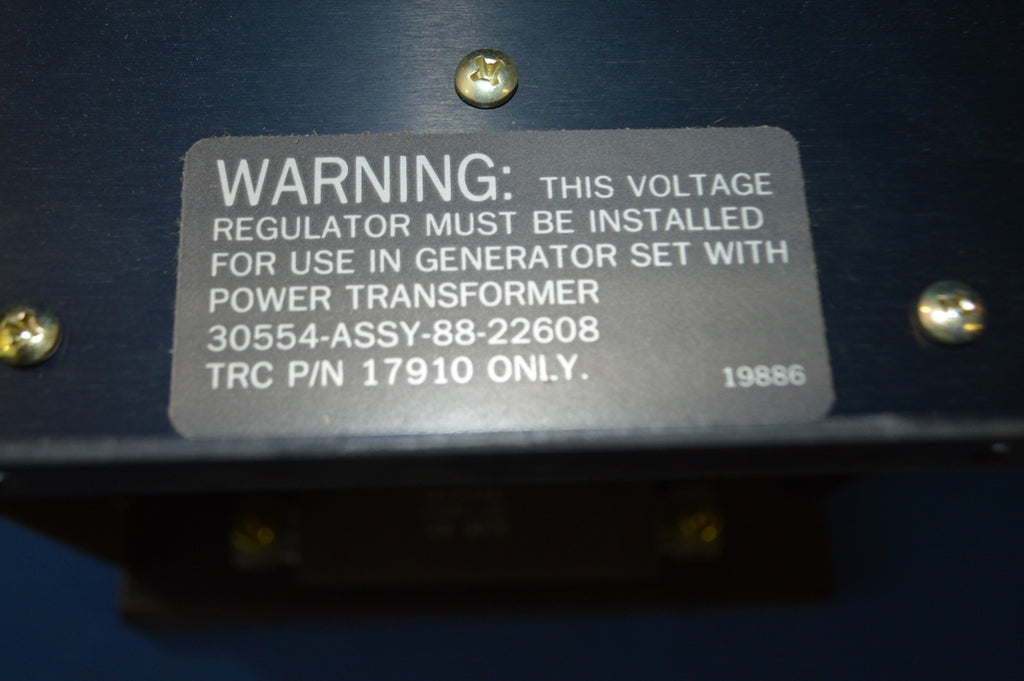 WARNING: THIS VOLTAGE
REGULATOR MUST BE INSTALLED
FOR USE IN GENERATOR SET WITH
POWER TRANSFORMER
30554-ASSY-88-22608
TRC P/N 17910 ONLY.
19886